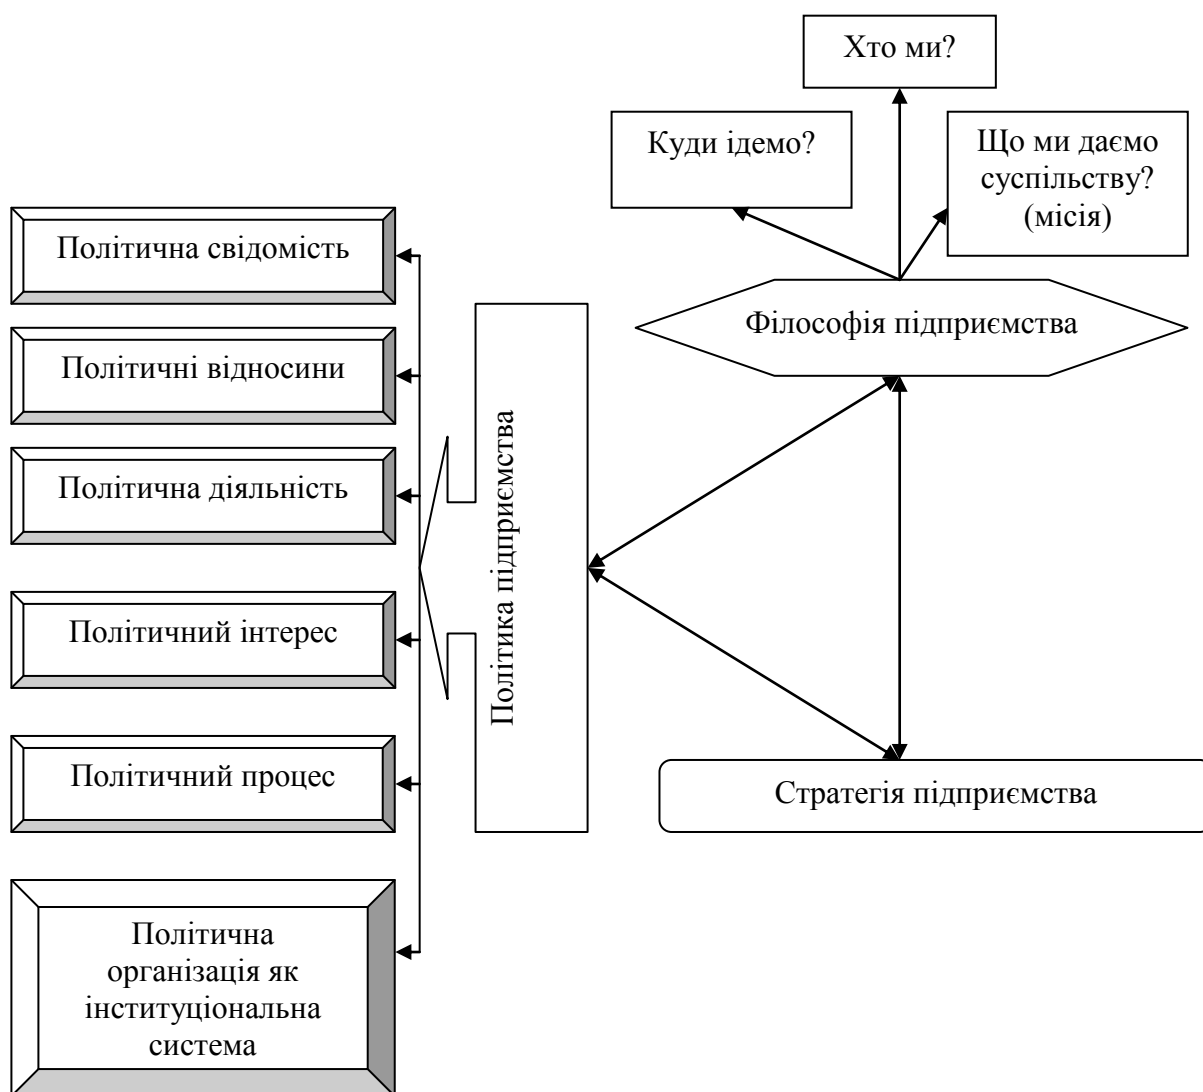 Хто ми?
Куди ідемо?
Що ми даємо
суспільству?
(місія)
Філософія підприємства
Політична свідомість
Політичні відносини
Політична діяльність
Політичний інтерес
Політичний процес
Політична
організація як
інституціональна
система
Політика підприємства
Стратегія підприємства